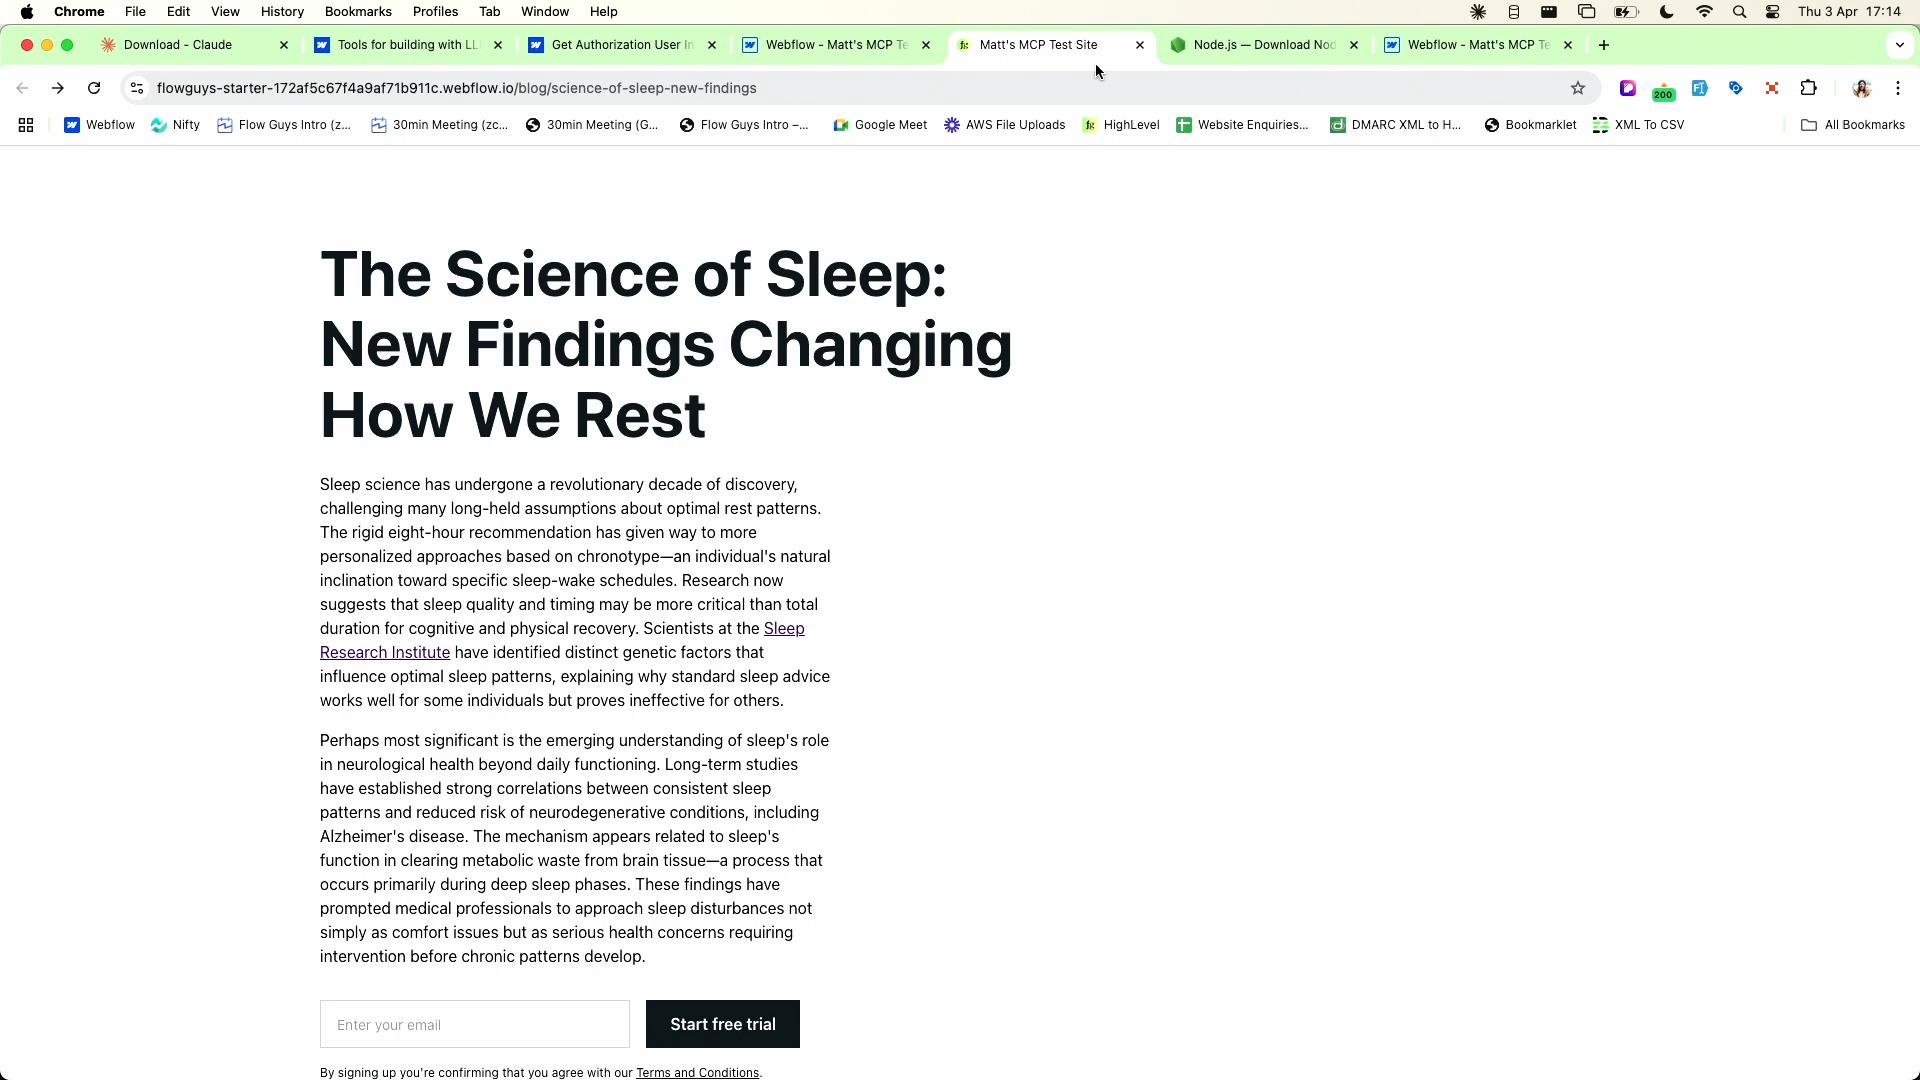 Chrome File Edit View History Bookmarks Profiles Tab Window Help Thu 3 Apr 17:14
Download - Claude Tools for building with LL Get Authorization User In Webflow - Matt's MCP Te Matt's MCP Test Site Node.js — Download Nod Webflow - Matt's MCP Te
flowguys-starter-172af5c67f4a9af71b911c.webflow.io/blog/science-of-sleep-new-findings 200
Webflow Nifty Flow Guys Intro (z... 30min Meeting (zc... 30min Meeting (G... Flow Guys Intro –... Google Meet AWS File Uploads HighLevel Website Enquiries... DMARC XML to H... Bookmarklet XML To CSV All Bookmarks
The Science of Sleep:
New Findings Changing
How We Rest
Sleep science has undergone a revolutionary decade of discovery,
challenging many long-held assumptions about optimal rest patterns.
The rigid eight-hour recommendation has given way to more
personalized approaches based on chronotype—an individual's natural
inclination toward specific sleep-wake schedules. Research now
suggests that sleep quality and timing may be more critical than total
duration for cognitive and physical recovery. Scientists at the Sleep
Research Institute have identified distinct genetic factors that
influence optimal sleep patterns, explaining why standard sleep advice
works well for some individuals but proves ineffective for others.
Perhaps most significant is the emerging understanding of sleep's role
in neurological health beyond daily functioning. Long-term studies
have established strong correlations between consistent sleep
patterns and reduced risk of neurodegenerative conditions, including
Alzheimer's disease. The mechanism appears related to sleep's
function in clearing metabolic waste from brain tissue—a process that
occurs primarily during deep sleep phases. These findings have
prompted medical professionals to approach sleep disturbances not
simply as comfort issues but as serious health concerns requiring
intervention before chronic patterns develop.
Enter your email Start free trial
By signing up you're confirming that you agree with our Terms and Conditions.